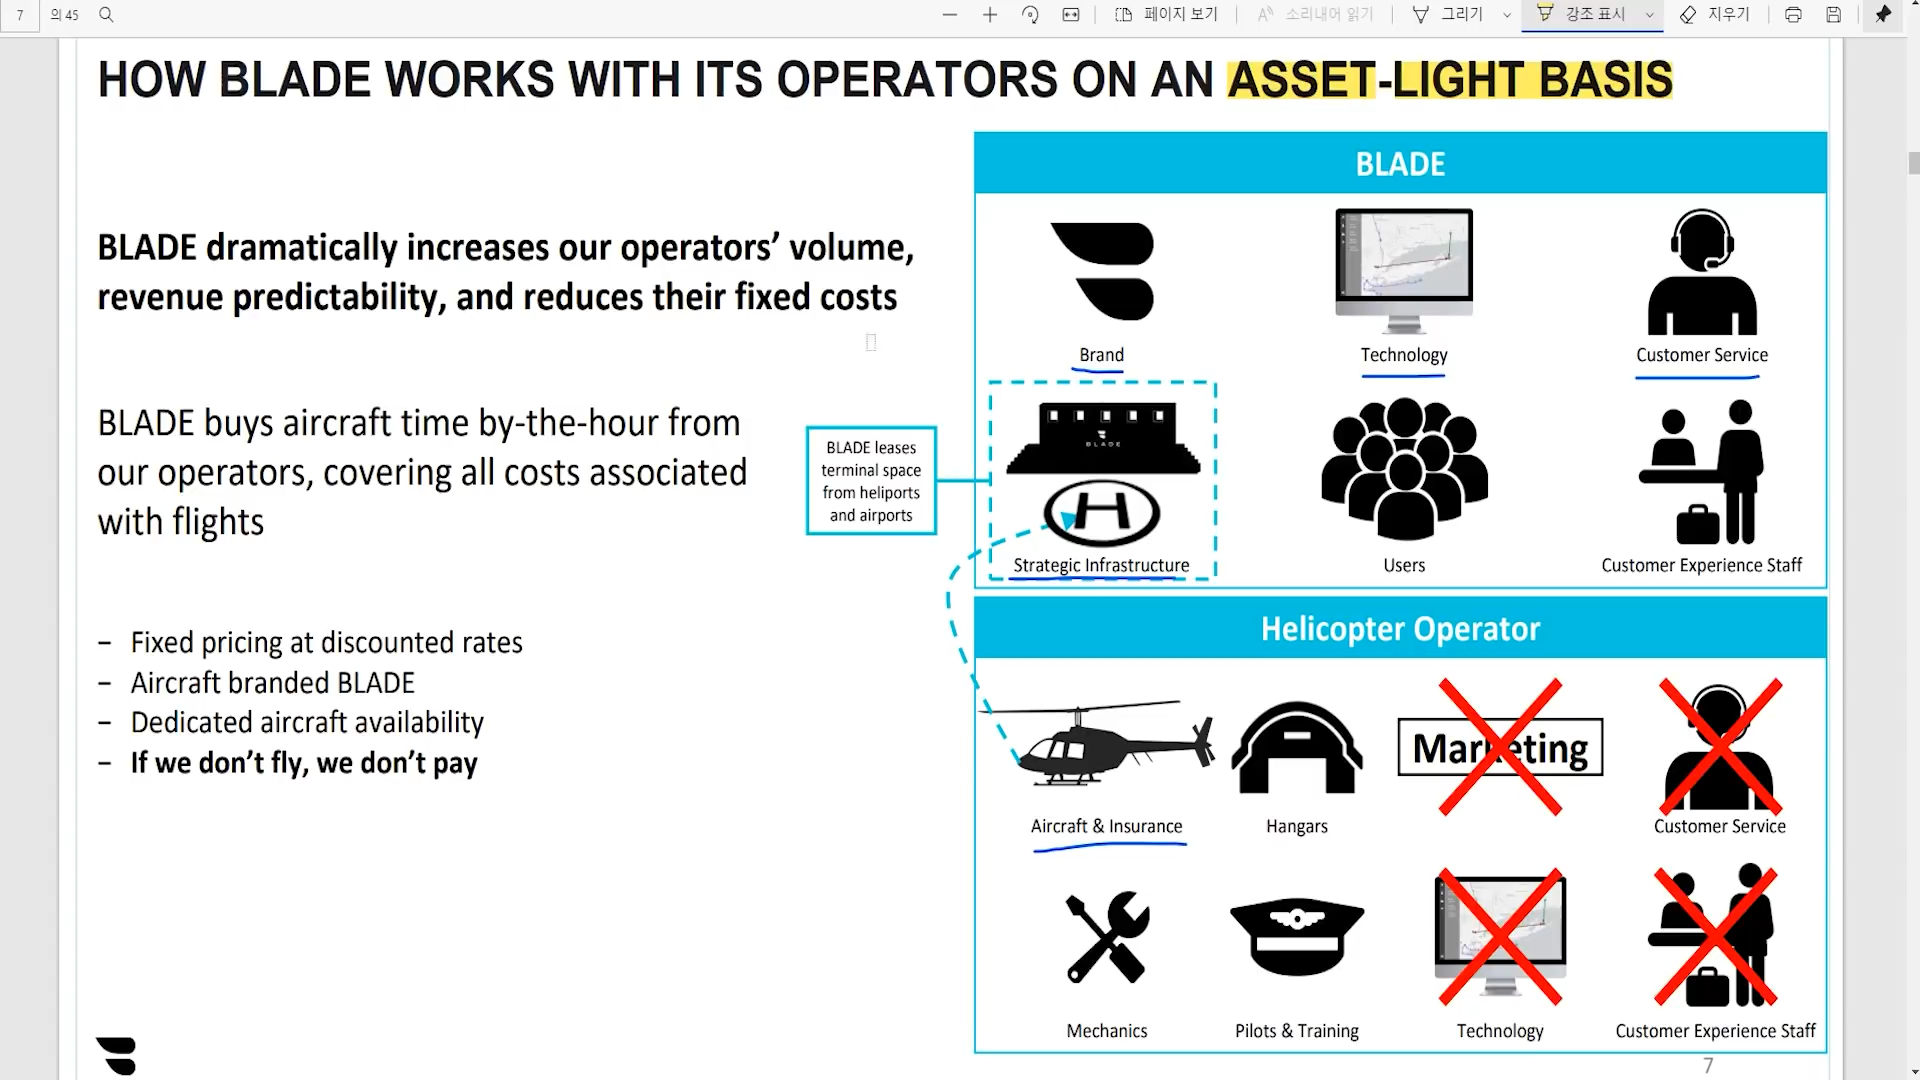 7 의 45 페이지 보기 소리내어 읽기 그리기 강조 표시 지우기
HOW BLADE WORKS WITH ITS OPERATORS ON AN ASSET-LIGHT BASIS
BLADE dramatically increases our operators’ volume,
revenue predictability, and reduces their fixed costs
BLADE buys aircraft time by-the-hour from
our operators, covering all costs associated
with flights
– Fixed pricing at discounted rates
– Aircraft branded BLADE
– Dedicated aircraft availability
– If we don’t fly, we don’t pay
BLADE leases
terminal space
from heliports
and airports
BLADE
Brand
Technology
Customer Service
BLADE
H
Strategic Infrastructure
Users
Customer Experience Staff
Helicopter Operator
Marketing
Aircraft & Insurance
Hangars
Customer Service
Mechanics
Pilots & Training
Technology
Customer Experience Staff
7